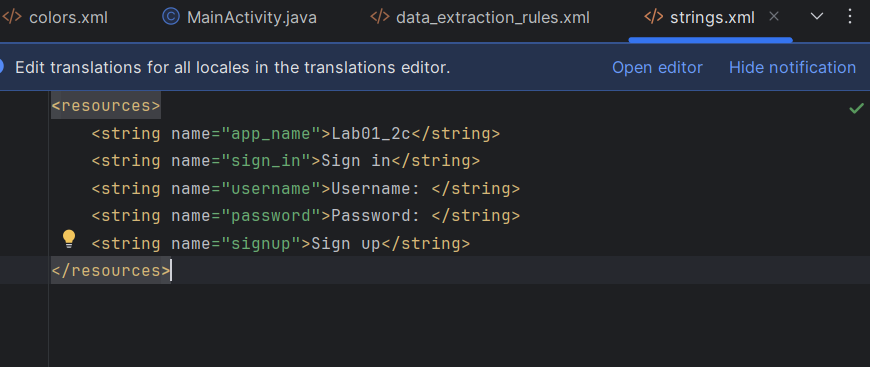 colors.xml MainActivity.java data_extraction_rules.xml strings.xml
Edit translations for all locales in the translations editor. Open editor Hide notification
<resources>
    <string name="app_name">Lab01_2c</string>
    <string name="sign_in">Sign in</string>
    <string name="username">Username: </string>
    <string name="password">Password: </string>
    <string name="signup">Sign up</string>
</resources>